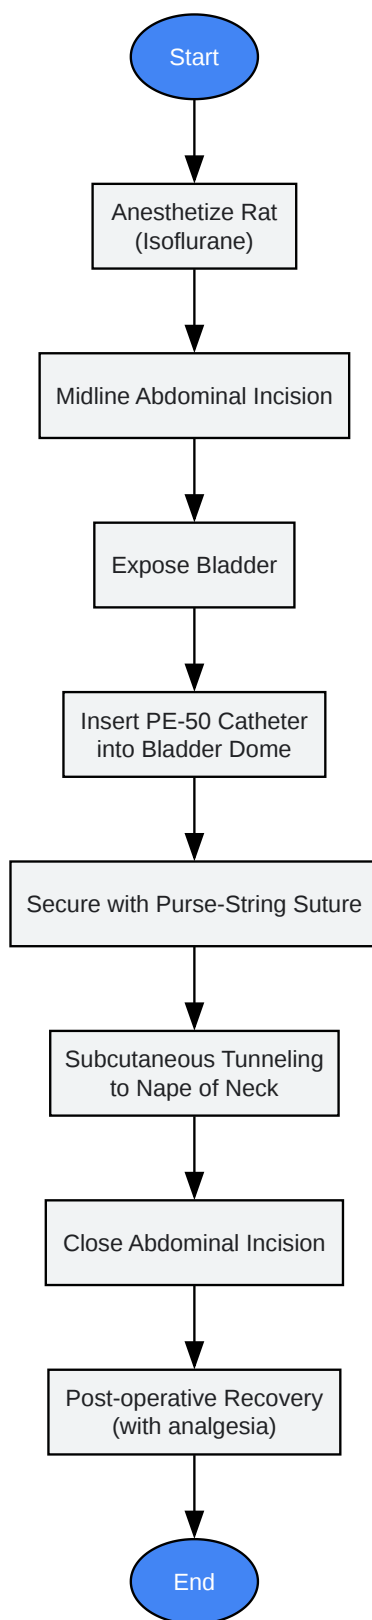 Start
Anesthetize Rat
(Isoflurane)
Midline Abdominal Incision
Expose Bladder
Insert PE-50 Catheter
into Bladder Dome
Secure with Purse-String Suture
Subcutaneous Tunneling
to Nape of Neck
Close Abdominal Incision
Post-operative Recovery
(with analgesia)
End